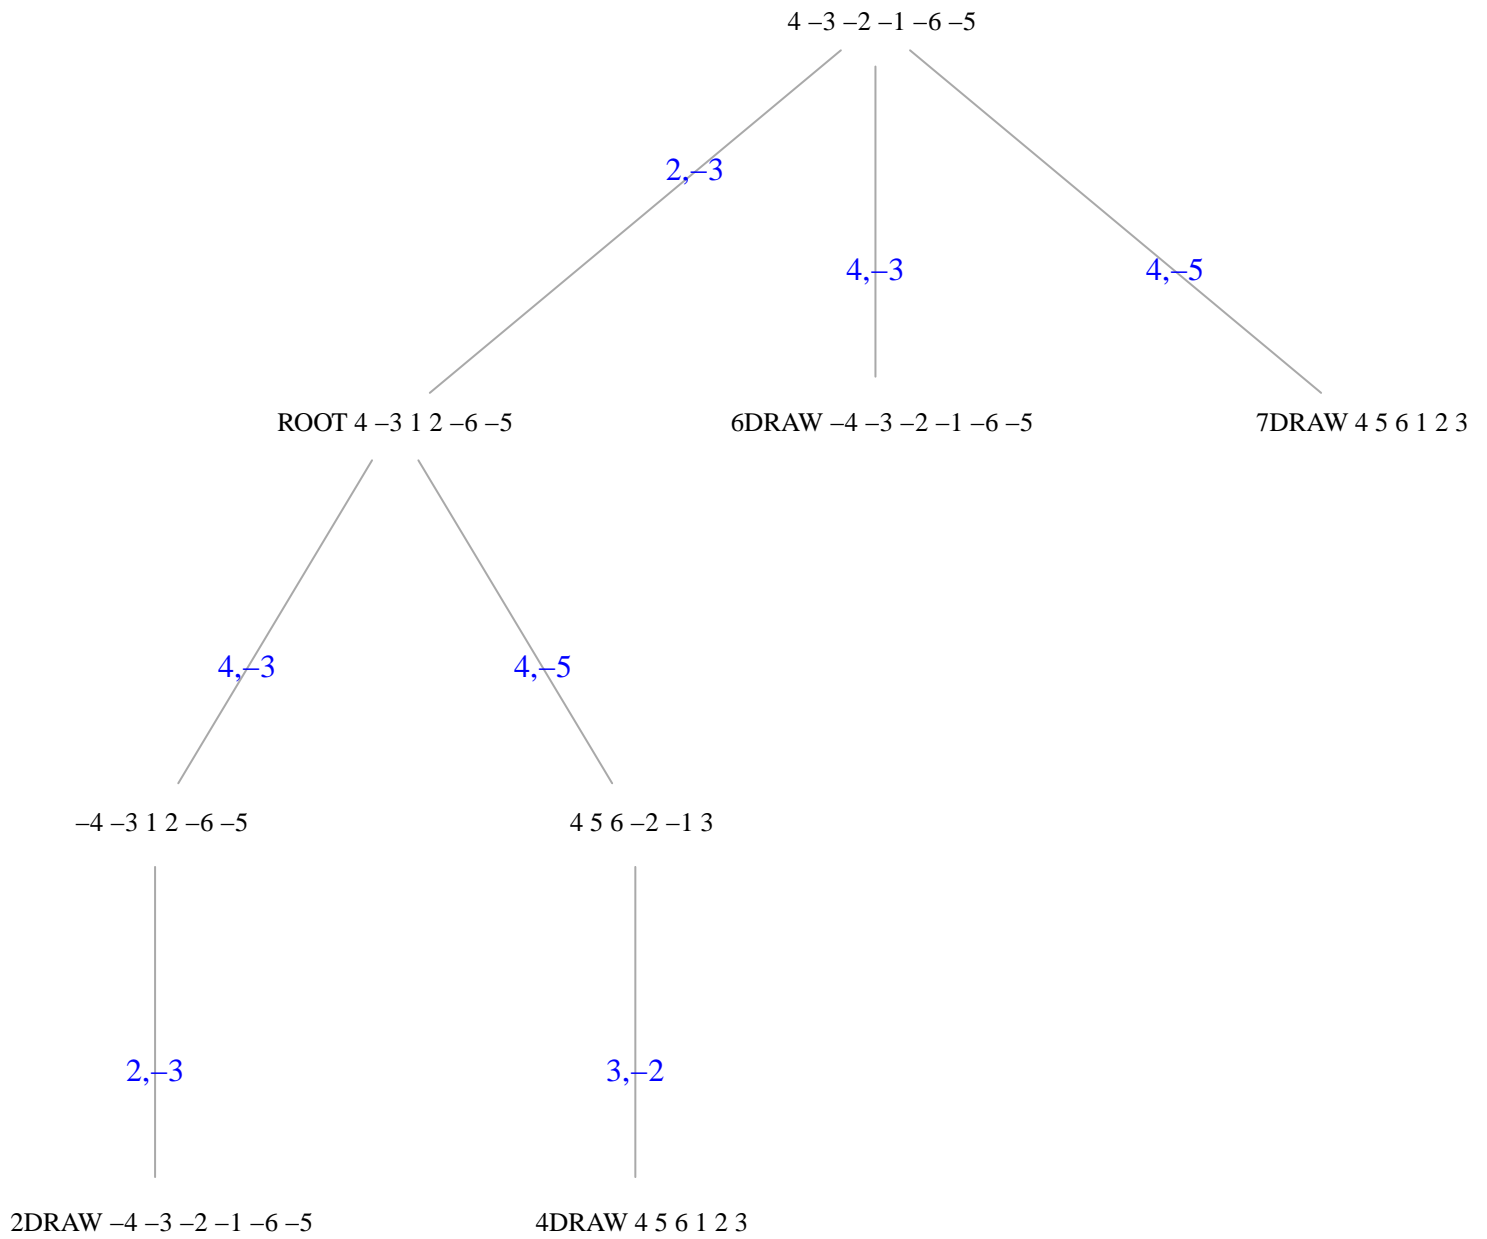 4 –3 –2 –1 –6 –5
2,–3
4,–3
4,–5
ROOT 4 –3 1 2 –6 –5
6DRAW –4 –3 –2 –1 –6 –5
7DRAW 4 5 6 1 2 3
4,–3
4,–5
–4 –3 1 2 –6 –5
4 5 6 –2 –1 3
2,–3
3,–2
2DRAW –4 –3 –2 –1 –6 –5
4DRAW 4 5 6 1 2 3